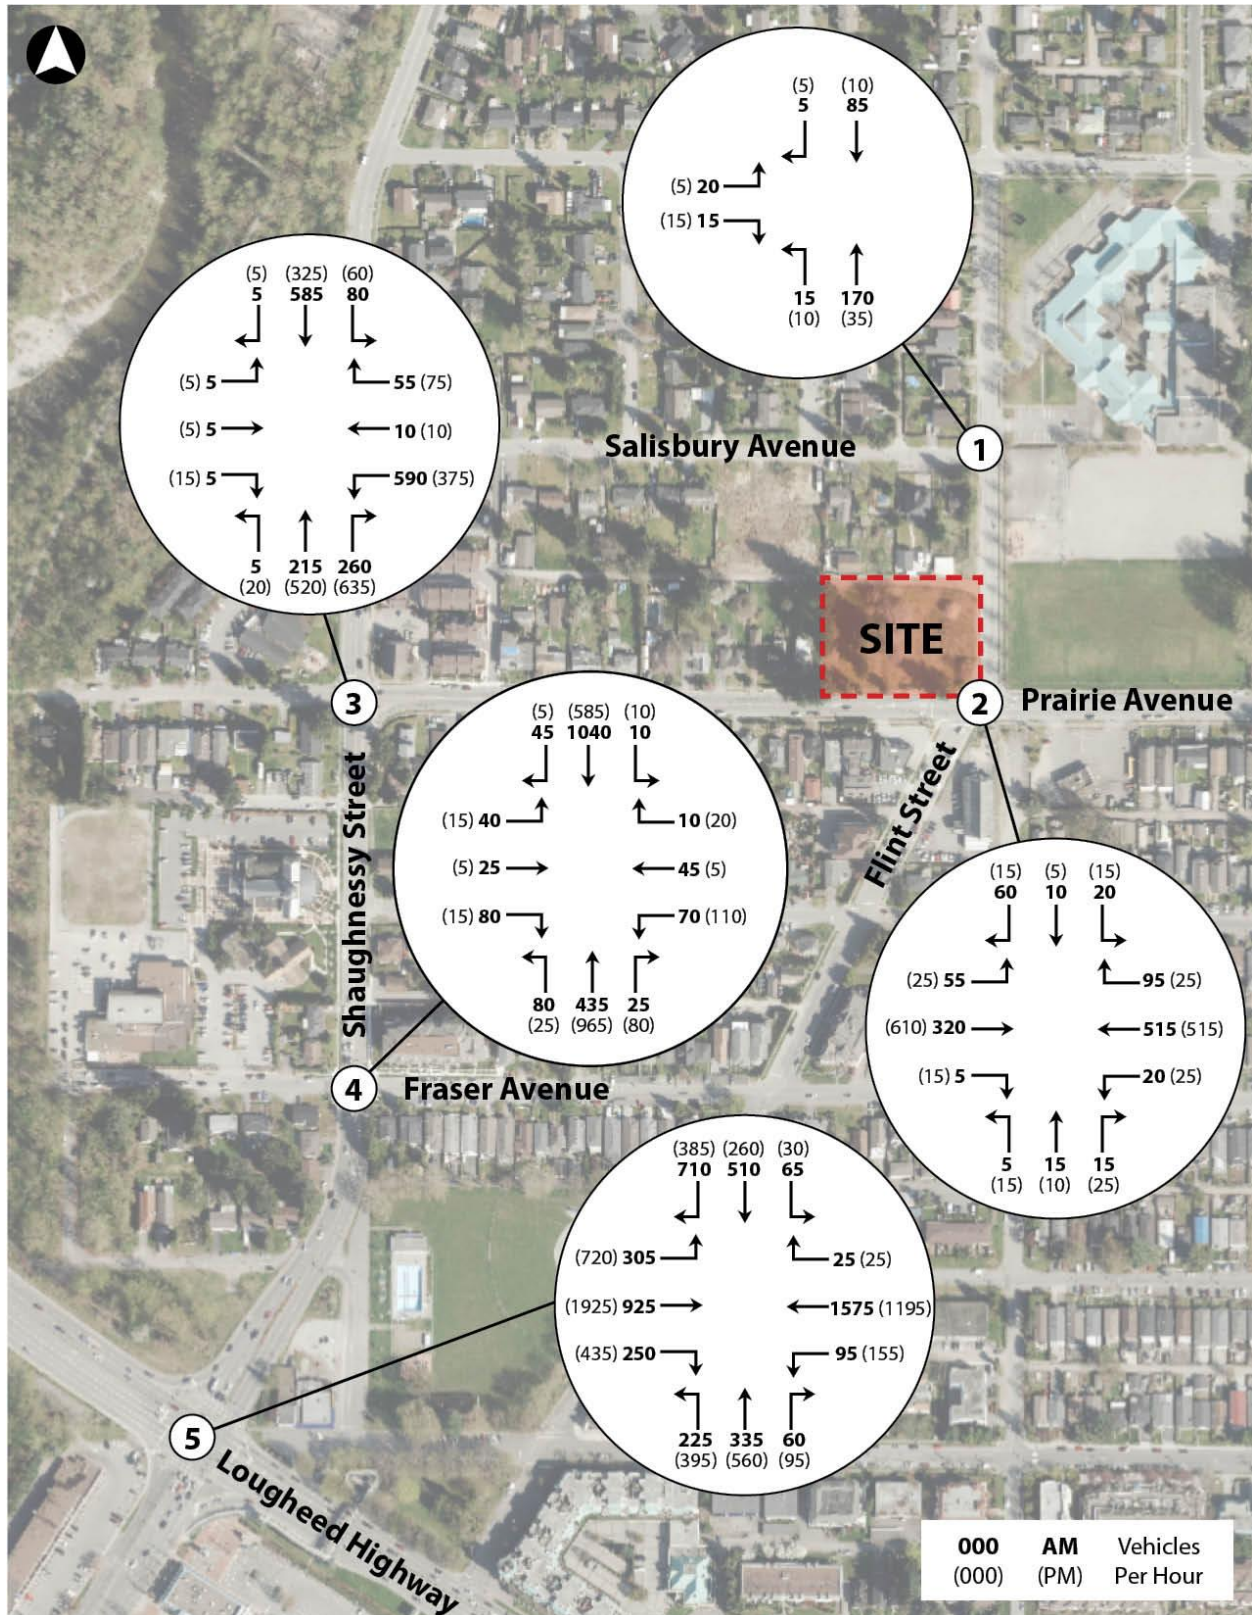 (5) (10)
5 85
(5) 20
(15) 15
15 170
(10) (35)
(5) (325) (60)
5 585 80
(5) 5 55 (75)
(5) 5 10 (10)
(15) 5 590 (375)
5 215 260
(20) (520) (635)
Salisbury Avenue
1
SITE
3
2
Prairie Avenue
Shaughnessy Street
Flint Street
(5) (585) (10)
45 1040 10
(15) 40 10 (20)
(5) 25 45 (5)
(15) 80 70 (110)
80 435 25
(25) (965) (80)
(15) (5) (15)
60 10 20
(25) 55 95 (25)
(610) 320 515 (515)
(15) 5 20 (25)
5 15 15
(15) (10) (25)
4
Fraser Avenue
(385) (260) (30)
710 510 65
(720) 305 25 (25)
(1925) 925 1575 (1195)
(435) 250 95 (155)
225 335 60
(395) (560) (95)
5
Lougheed Highway
000 AM Vehicles
(000) (PM) Per Hour